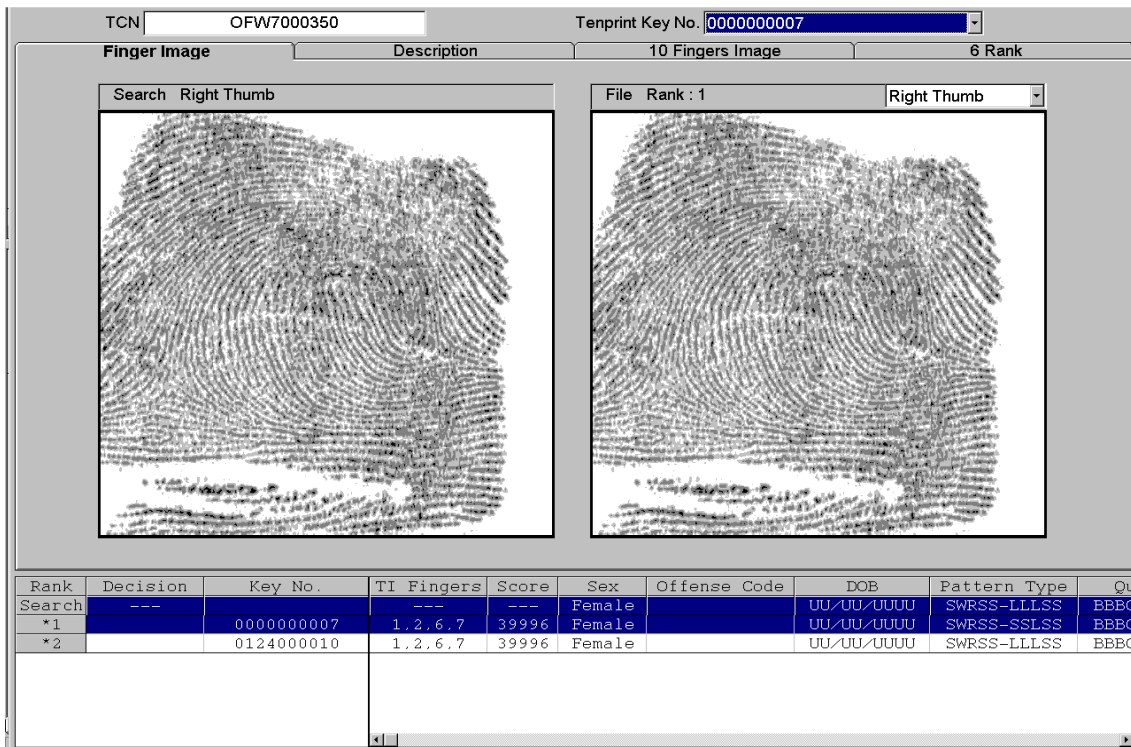 TCN OFW7000350 Tenprint Key No. 0000000007
Finger Image Description 10 Fingers Image 6 Rank
Search Right Thumb File Rank : 1 Right Thumb
Rank Decision Key No. TI Fingers Score Sex Offense Code DOB Pattern Type Qu
Search --- --- --- Female UU/UU/UUUU SWRSS-LLLSS BBBC
*1 0000000007 1,2,6,7 39996 Female UU/UU/UUUU SWRSS-SSLSS BBBC
*2 0124000010 1,2,6,7 39996 Female UU/UU/UUUU SWRSS-LLLSS BBBC